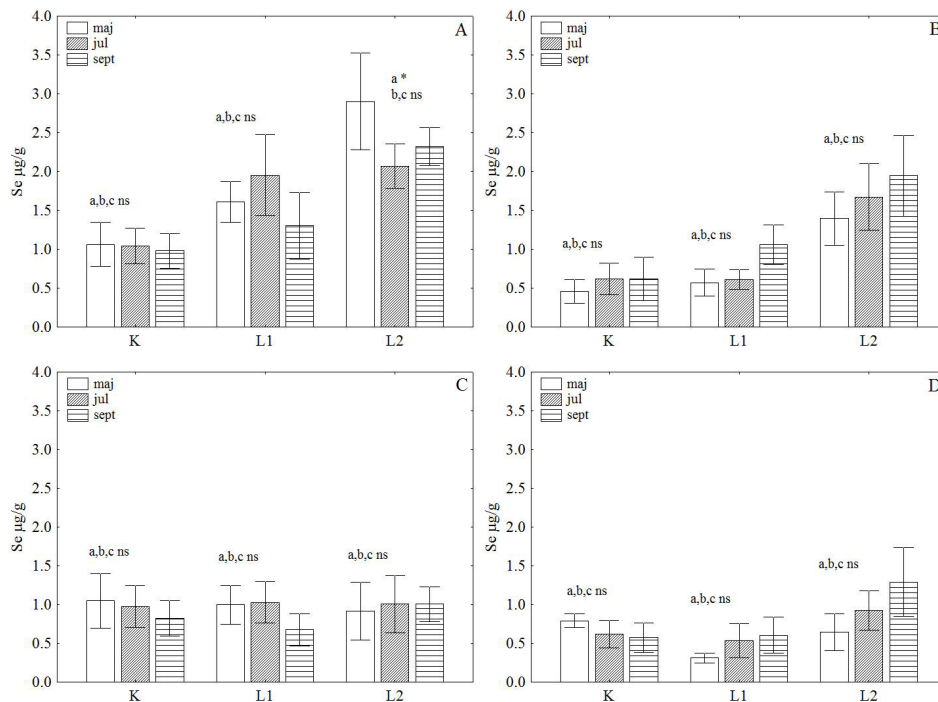 A
maj
jul
sept
Se µg/g
4.0
3.5
3.0
2.5
2.0
1.5
1.0
0.5
0.0
a,b,c ns
a,b,c ns
a *
b,c ns
K L1 L2
B
maj
jul
sept
Se µg/g
4.0
3.5
3.0
2.5
2.0
1.5
1.0
0.5
0.0
a,b,c ns
a,b,c ns
a,b,c ns
K L1 L2
C
maj
jul
sept
Se µg/g
4.0
3.5
3.0
2.5
2.0
1.5
1.0
0.5
0.0
a,b,c ns
a,b,c ns
a,b,c ns
K L1 L2
D
maj
jul
sept
Se µg/g
4.0
3.5
3.0
2.5
2.0
1.5
1.0
0.5
0.0
a,b,c ns
a,b,c ns
a,b,c ns
K L1 L2